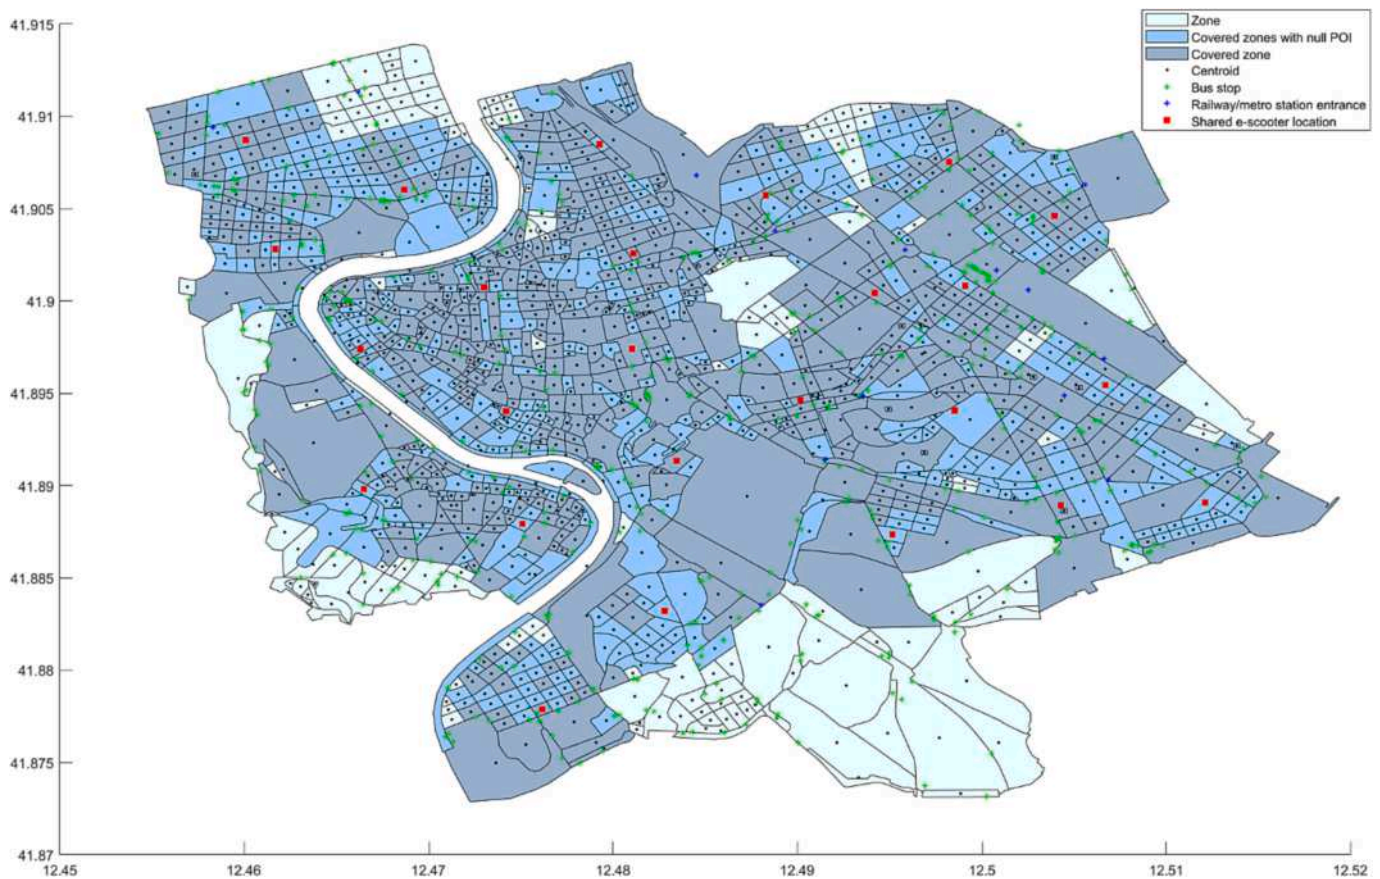 41.915
Zone
Covered zones with null POI
Covered zone
Centroid
Bus stop
Railway/metro station entrance
Shared e-scooter location
41.91
41.905
41.9
41.895
41.89
41.885
41.88
41.875
41.87
12.45 12.46 12.47 12.48 12.49 12.5 12.51 12.52